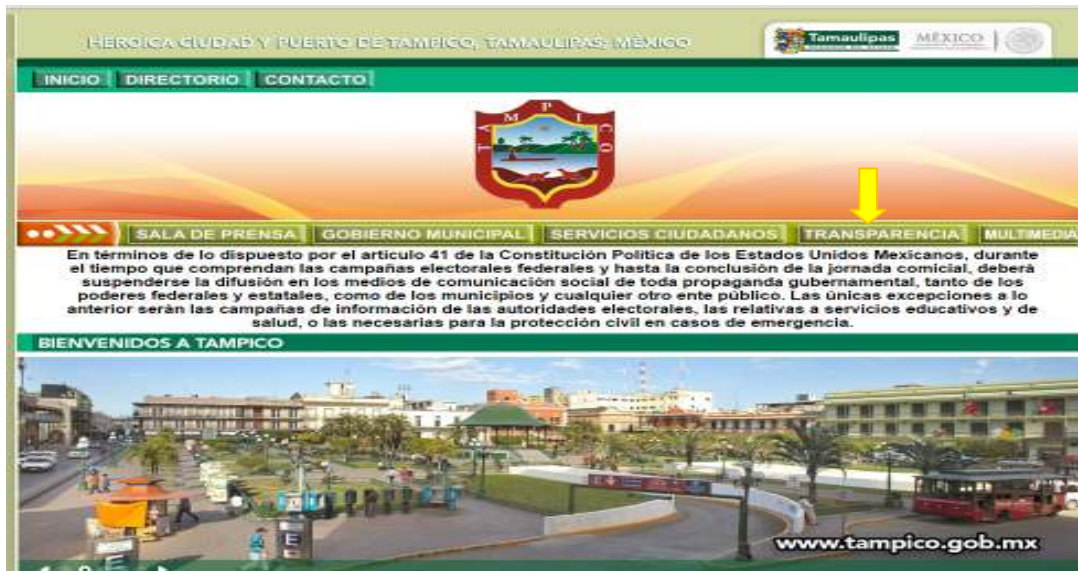 HEROICA CIUDAD Y PUERTO DE TAMPICO, TAMAULIPAS; MÉXICO
Tamaulipas
MÉXICO
INICIO DIRECTORIO CONTACTO
TAMPICO
SALA DE PRENSA GOBIERNO MUNICIPAL SERVICIOS CIUDADANOS TRANSPARENCIA MULTIMEDIA
En términos de lo dispuesto por el artículo 41 de la Constitución Política de los Estados Unidos Mexicanos, durante
el tiempo que comprendan las campañas electorales federales y hasta la conclusión de la jornada comicial, deberá
suspenderse la difusión en los medios de comunicación social de toda propaganda gubernamental, tanto de los
poderes federales y estatales, como de los municipios y cualquier otro ente público. Las únicas excepciones a lo
anterior serán las campañas de información de las autoridades electorales, las relativas a servicios educativos y de
salud, o las necesarias para la protección civil en casos de emergencia.
BIENVENIDOS A TAMPICO
E
E
www.tampico.gob.mx